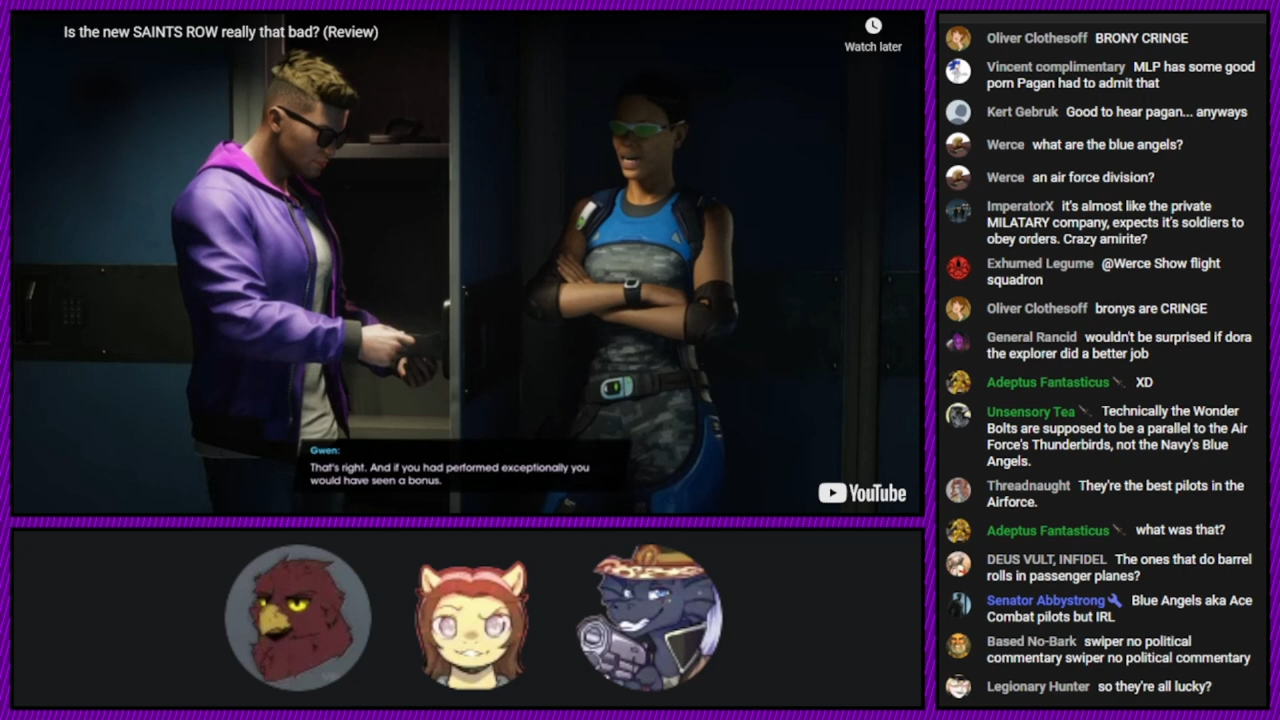 Is the new SAINTS ROW really that bad? (Review)
Watch later
Gwen:
That's right. And if you had performed exceptionally you
would have seen a bonus.
YouTube
Oliver Clothesoff BRONY CRINGE
Vincent complimentary MLP has some good
porn Pagan had to admit that
Kert Gebruk Good to hear pagan... anyways
Werce what are the blue angels?
Werce an air force division?
ImperatorX it's almost like the private
MILATARY company, expects it's soldiers to
obey orders. Crazy amirite?
Exhumed Legume @Werce Show flight
squadron
Oliver Clothesoff bronys are CRINGE
General Rancid wouldn't be surprised if dora
the explorer did a better job
Adeptus Fantasticus XD
Unsensory Tea Technically the Wonder
Bolts are supposed to be a parallel to the Air
Force's Thunderbirds, not the Navy's Blue
Angels.
Threadnaught They're the best pilots in the
Airforce.
Adeptus Fantasticus what was that?
DEUS VULT, INFIDEL The ones that do barrel
rolls in passenger planes?
Senator Abbystrong Blue Angels aka Ace
Combat pilots but IRL
Based No-Bark swiper no political
commentary swiper no political commentary
Legionary Hunter so they're all lucky?